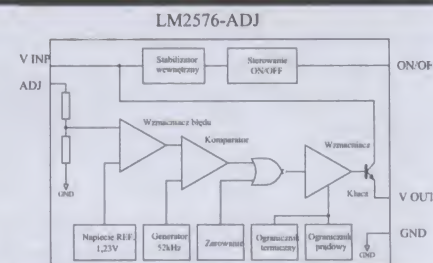 LM2576-ADJ
V INP
Stabilizator
wewnętrzny
Sterowanie
ON/OFF
ON/OFF
ADJ
Wzmacniacz błędu
Komparator
Wzmacniacz
Klucz
V OUT
GND
GND
GND
Napięcie REF.
1,23V
Generator
52kHz
Zerowanie
Ogranicznik
termiczny
Ogranicznik
prądowy